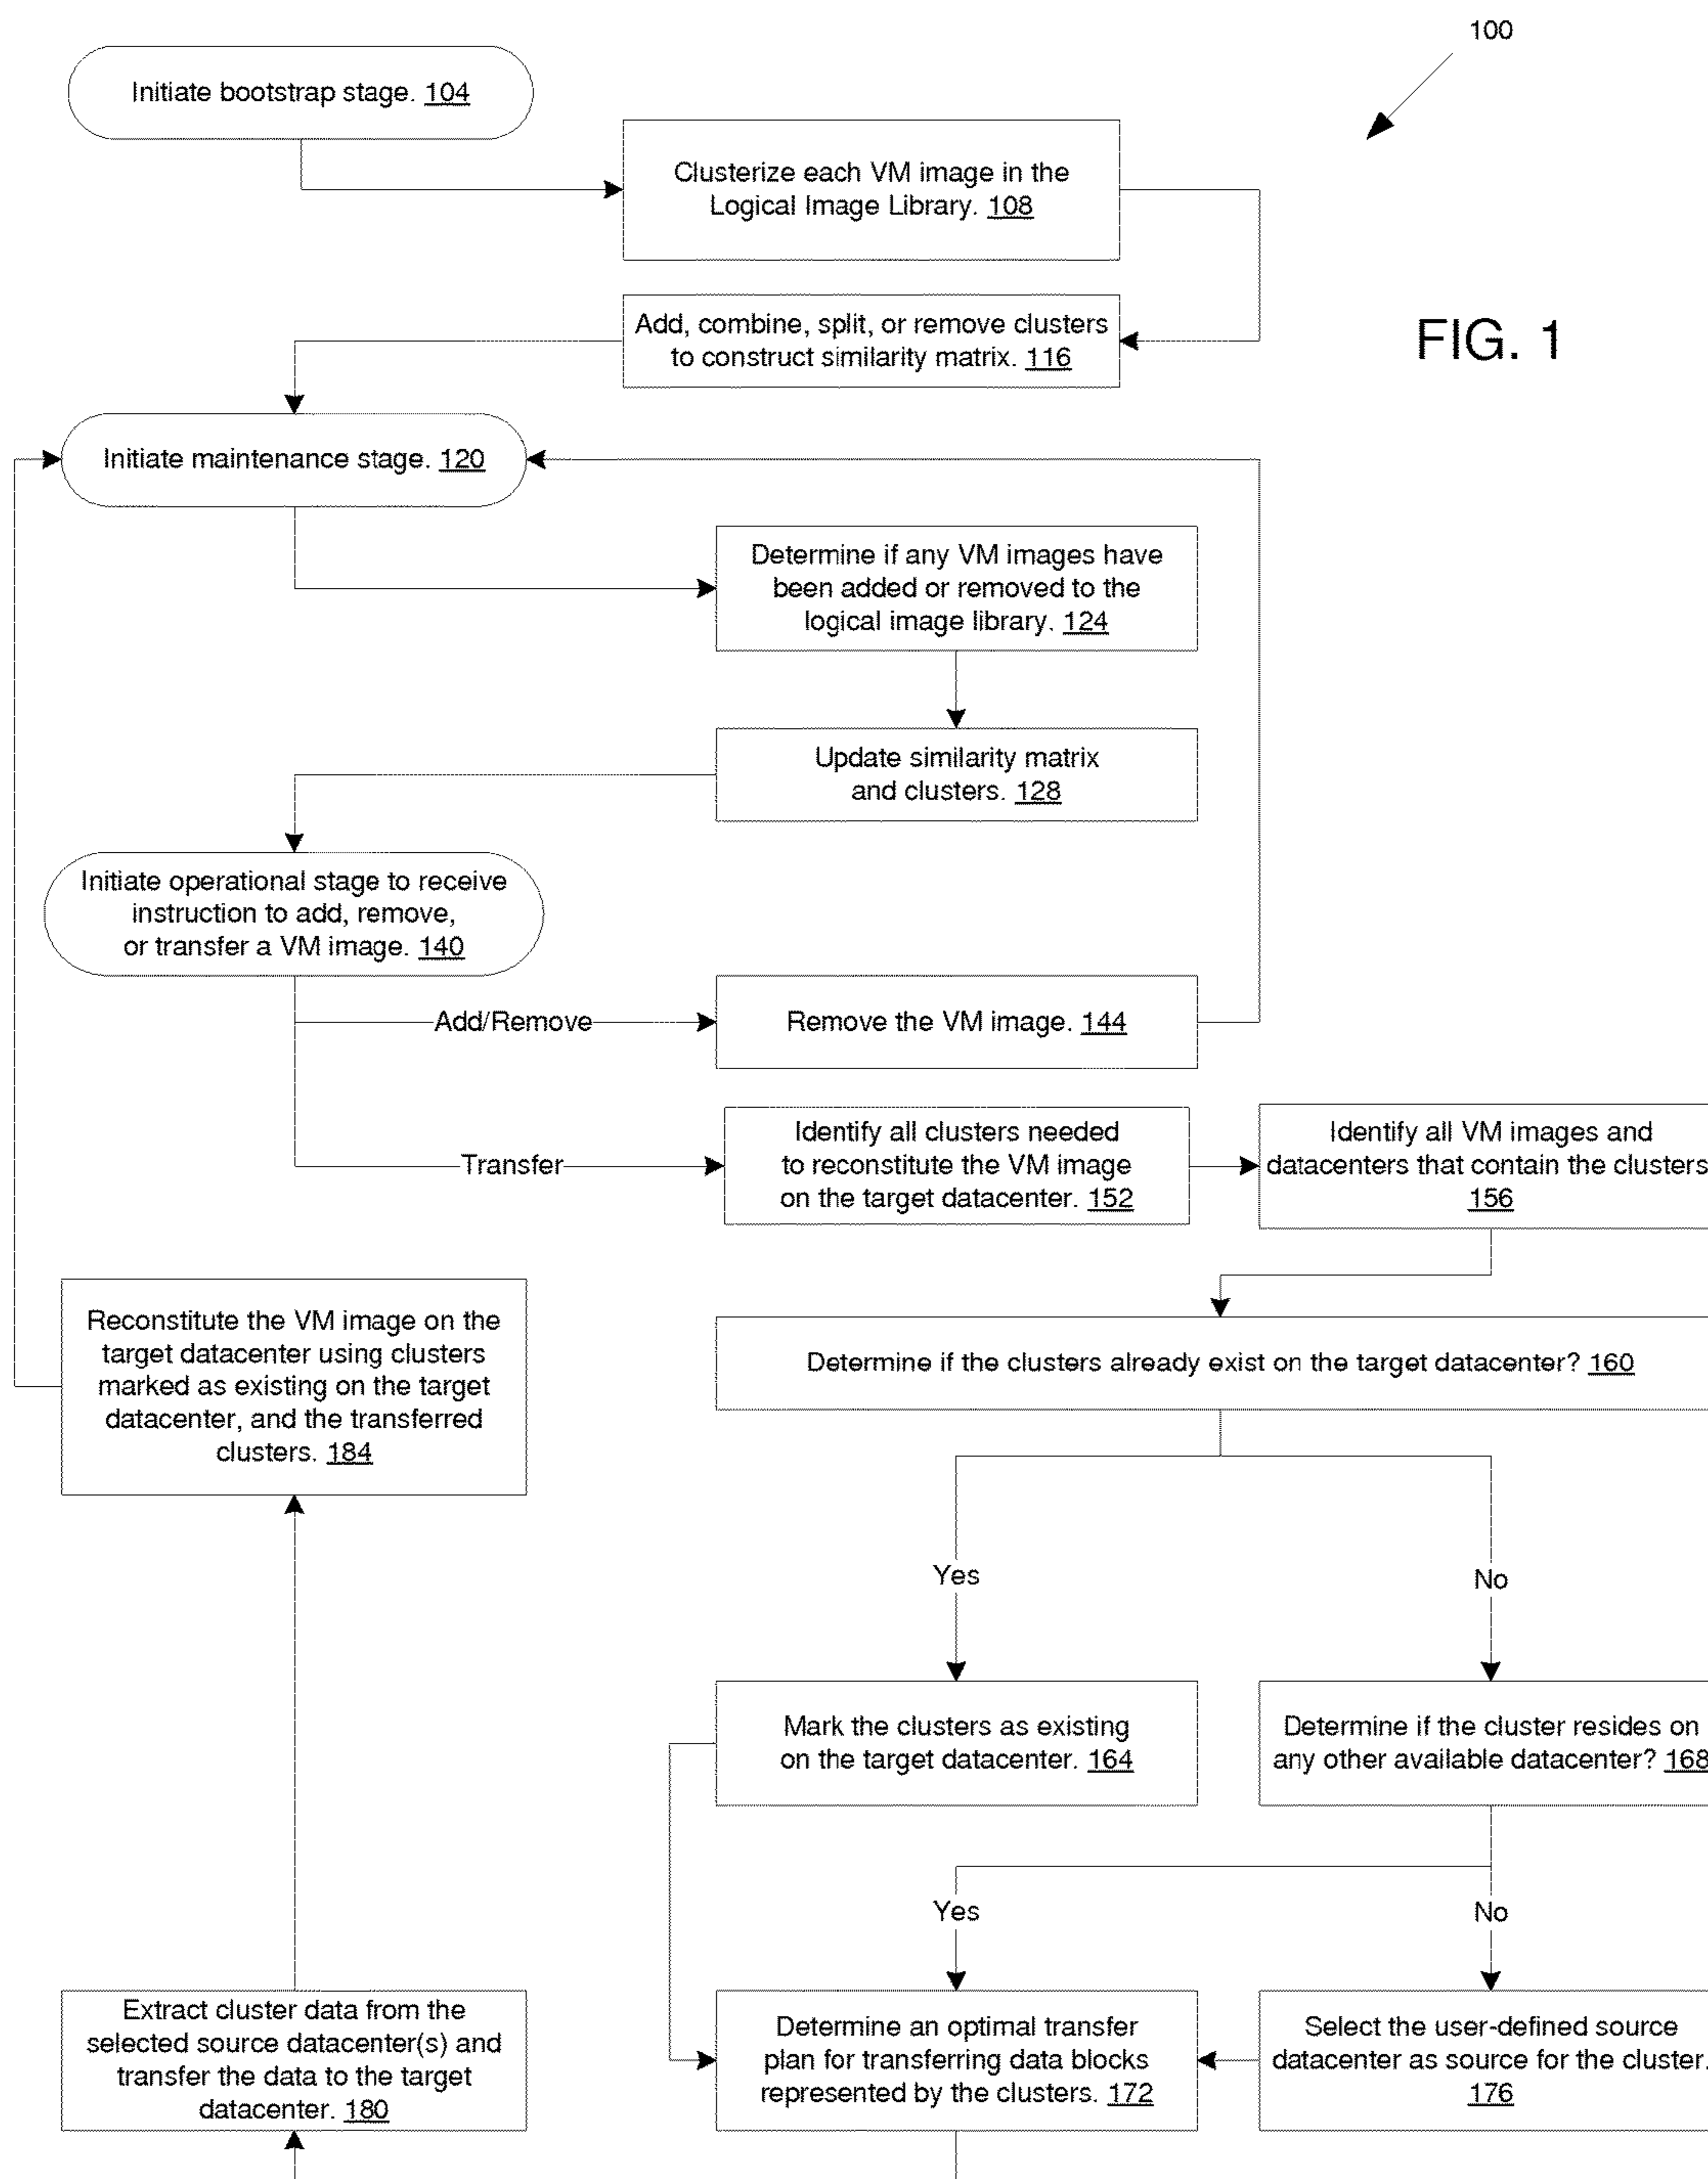 100
Initiate bootstrap stage. 104
Clusterize each VM image in the
Logical Image Library. 108
Add, combine, split, or remove clusters
to construct similarity matrix. 116
FIG. 1
Initiate maintenance stage. 120
Determine if any VM images have
been added or removed to the
logical image library. 124
Update similarity matrix
and clusters. 128
Initiate operational stage to receive
instruction to add, remove,
or transfer a VM image. 140
Add/Remove
Remove the VM image. 144
Transfer
Identify all clusters needed
to reconstitute the VM image
on the target datacenter. 152
Identify all VM images and
datacenters that contain the clusters
156
Determine if the clusters already exist on the target datacenter? 160
Yes
No
Mark the clusters as existing
on the target datacenter. 164
Determine if the cluster resides on
any other available datacenter? 168
Yes
No
Determine an optimal transfer
plan for transferring data blocks
represented by the clusters. 172
Select the user-defined source
datacenter as source for the cluster.
176
Extract cluster data from the
selected source datacenter(s) and
transfer the data to the target
datacenter. 180
Reconstitute the VM image on the
target datacenter using clusters
marked as existing on the target
datacenter, and the transferred
clusters. 184